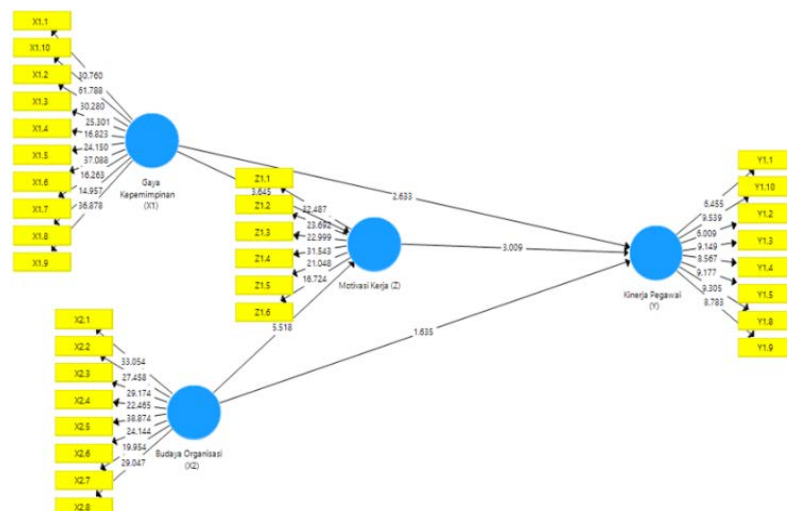 X1.1
X1.10
X1.2
X1.3
X1.4
X1.5
X1.6
X1.7
X1.8
X1.9
30.760
61.788
30.280
25.301
16.823
24.150
37.088
16.263
14.957
36.878
Gaya
Kepemimpinan
(X1)
2.633
3.645
Z1.1
Z1.2
Z1.3
Z1.4
Z1.5
Z1.6
32.487
23.692
22.999
31.543
21.048
16.724
Motivasi Kerja (Z)
3.009
5.518
1.635
Y1.1
Y1.10
Y1.2
Y1.3
Y1.4
Y1.5
Y1.8
Y1.9
6.455
9.539
6.009
9.149
8.567
9.177
9.305
8.783
Kinerja Pegawai
(Y)
X2.1
X2.2
X2.3
X2.4
X2.5
X2.6
X2.7
X2.8
33.054
27.458
29.174
22.465
38.874
24.144
19.954
29.047
Budaya Organisasi
(X2)